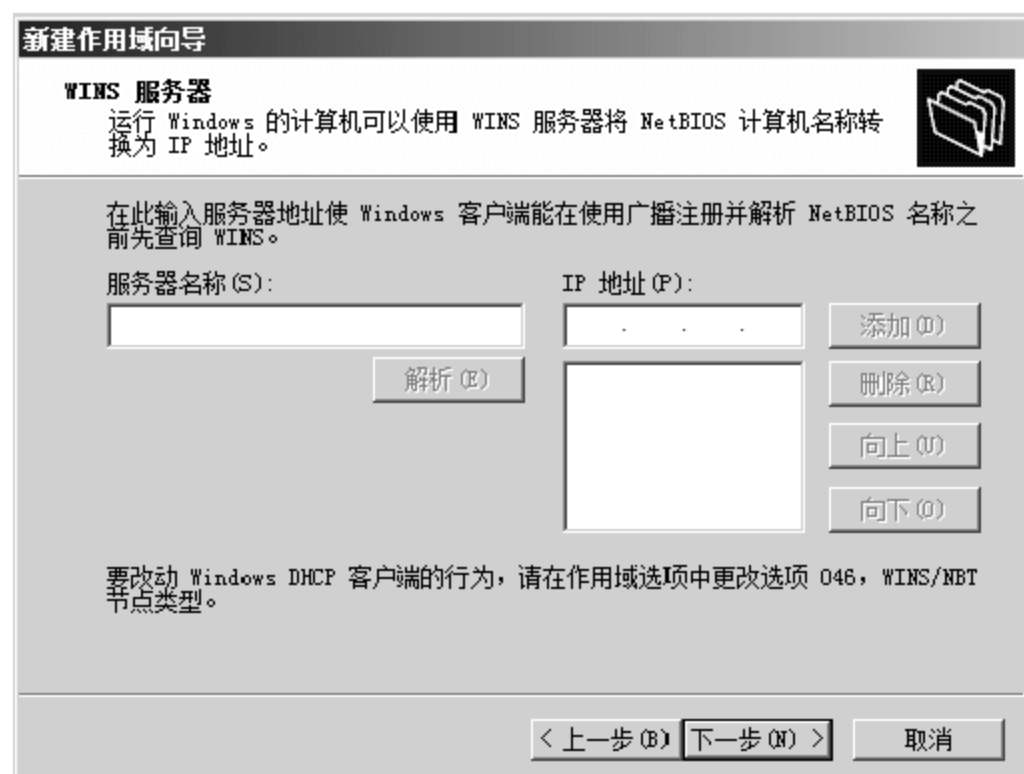 新建作用域向导
WINS 服务器
运行 Windows 的计算机可以使用 WINS 服务器将 NetBIOS 计算机名称转
换为 IP 地址。
在此输入服务器地址使 Windows 客户端能在使用广播注册并解析 NetBIOS 名称之
前先查询 WINS。
服务器名称(S):
IP 地址(P):
添加(D)
解析(E)
删除(R)
向上(U)
向下(O)
要改动 Windows DHCP 客户端的行为，请在作用域选项中更改选项 046，WINS/NBT
节点类型。
< 上一步(B) 下一步(N) > 取消